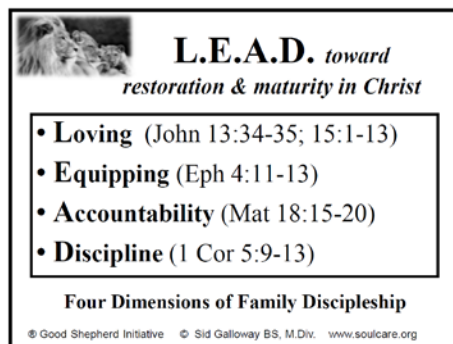 L.E.A.D. toward
restoration & maturity in Christ
• Loving (John 13:34-35; 15:1-13)
• Equipping (Eph 4:11-13)
• Accountability (Mat 18:15-20)
• Discipline (1 Cor 5:9-13)
Four Dimensions of Family Discipleship
® Good Shepherd Initiative © Sid Galloway BS, M.Div. www.soulcare.org